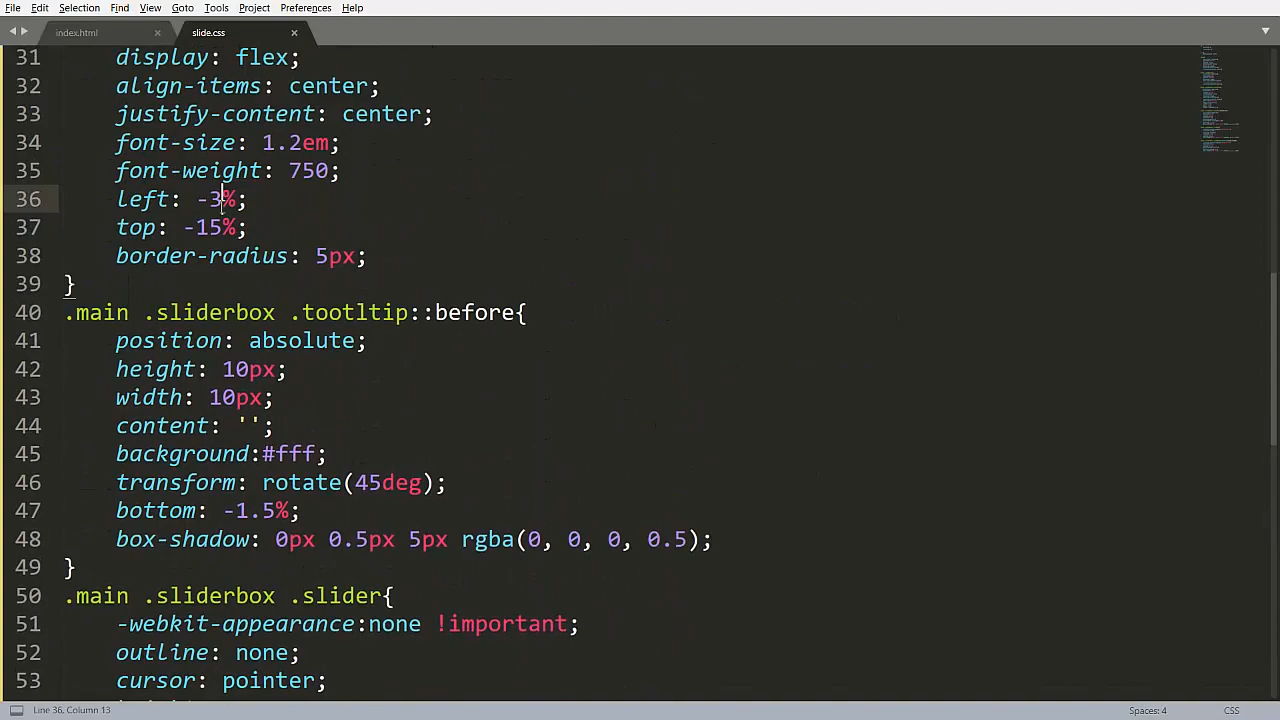 File Edit Selection Find View Goto Tools Project Preferences Help
index.html × slide.css ×
31 display: flex;
32 align-items: center;
33 justify-content: center;
34 font-size: 1.2em;
35 font-weight: 750;
36 left: -3%;
37 top: -15%;
38 border-radius: 5px;
39 }
40 .main .sliderbox .tootltip::before{
41 position: absolute;
42 height: 10px;
43 width: 10px;
44 content: '';
45 background:#fff;
46 transform: rotate(45deg);
47 bottom: -1.5%;
48 box-shadow: 0px 0.5px 5px rgba(0, 0, 0, 0.5);
49 }
50 .main .sliderbox .slider{
51 -webkit-appearance:none !important;
52 outline: none;
53 cursor: pointer;
Line 36, Column 13 Spaces: 4 CSS